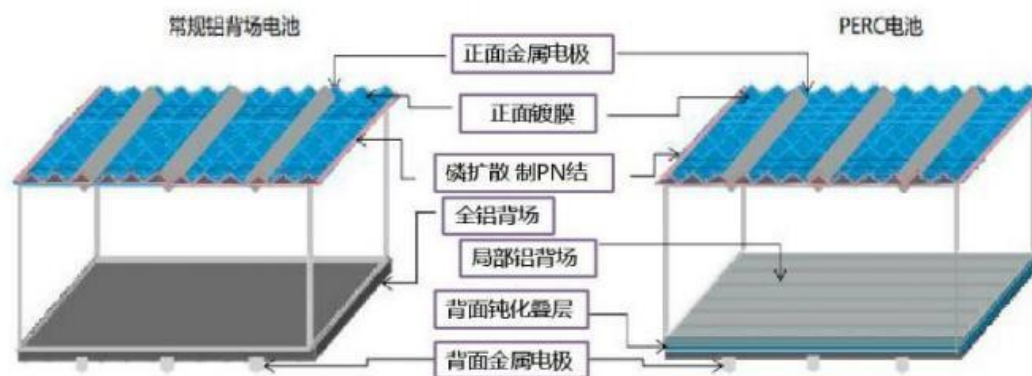 常规铝背场电池
PERC电池
正面金属电极
正面镀膜
磷扩散 制PN结
全铝背场
局部铝背场
背面钝化叠层
背面金属电极